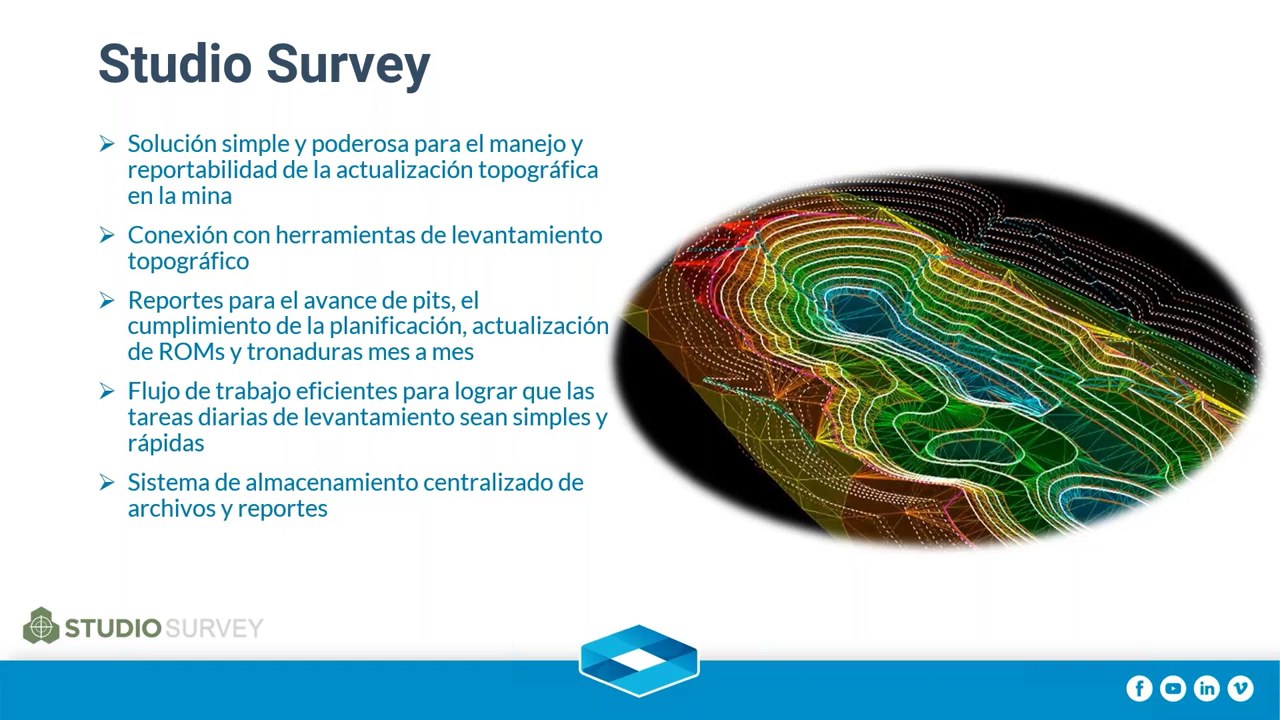 Studio Survey
Solución simple y poderosa para el manejo y
reportabilidad de la actualización topográfica
en la mina
Conexión con herramientas de levantamiento
topográfico
Reportes para el avance de pits, el
cumplimiento de la planificación, actualización
de ROMs y tronaduras mes a mes
Flujo de trabajo eficientes para lograr que las
tareas diarias de levantamiento sean simples y
rápidas
Sistema de almacenamiento centralizado de
archivos y reportes
STUDIO SURVEY